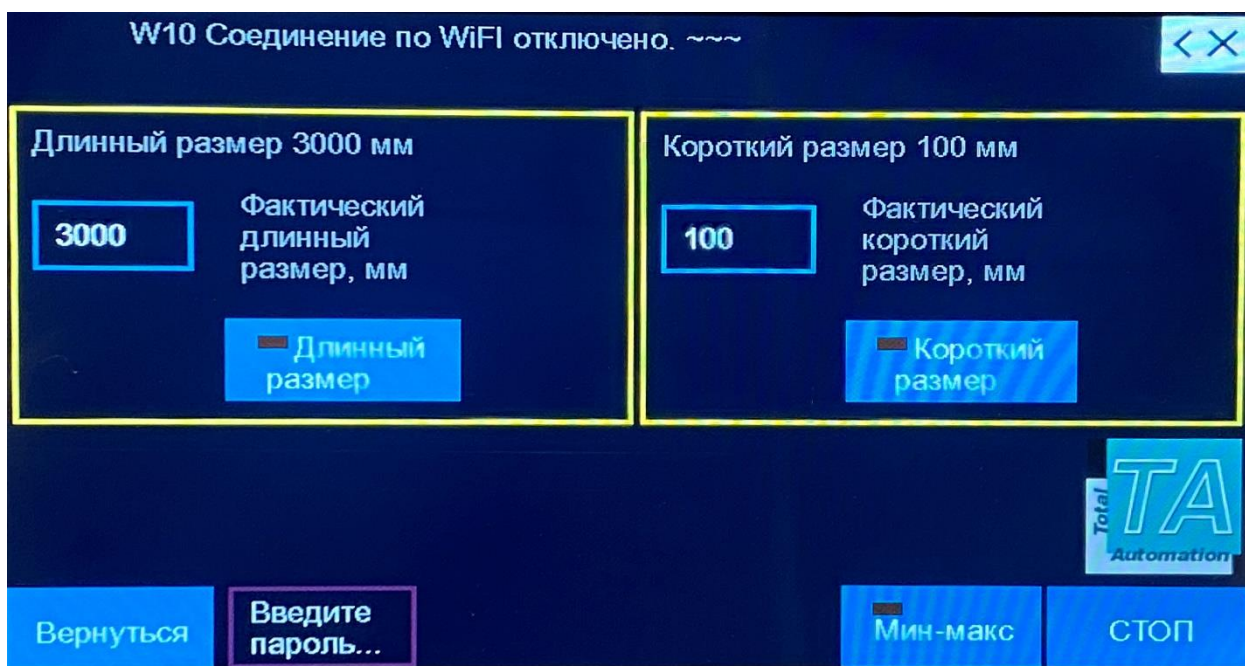 W10 Соединение по WiFI отключено. ~~~
< X
Длинный размер 3000 мм
3000
Фактический
длинный
размер, мм
Длинный
размер
Короткий размер 100 мм
100
Фактический
короткий
размер, мм
Короткий
размер
Total
TA
Automation
Вернуться
Введите
пароль...
Мин-макс
СТОП